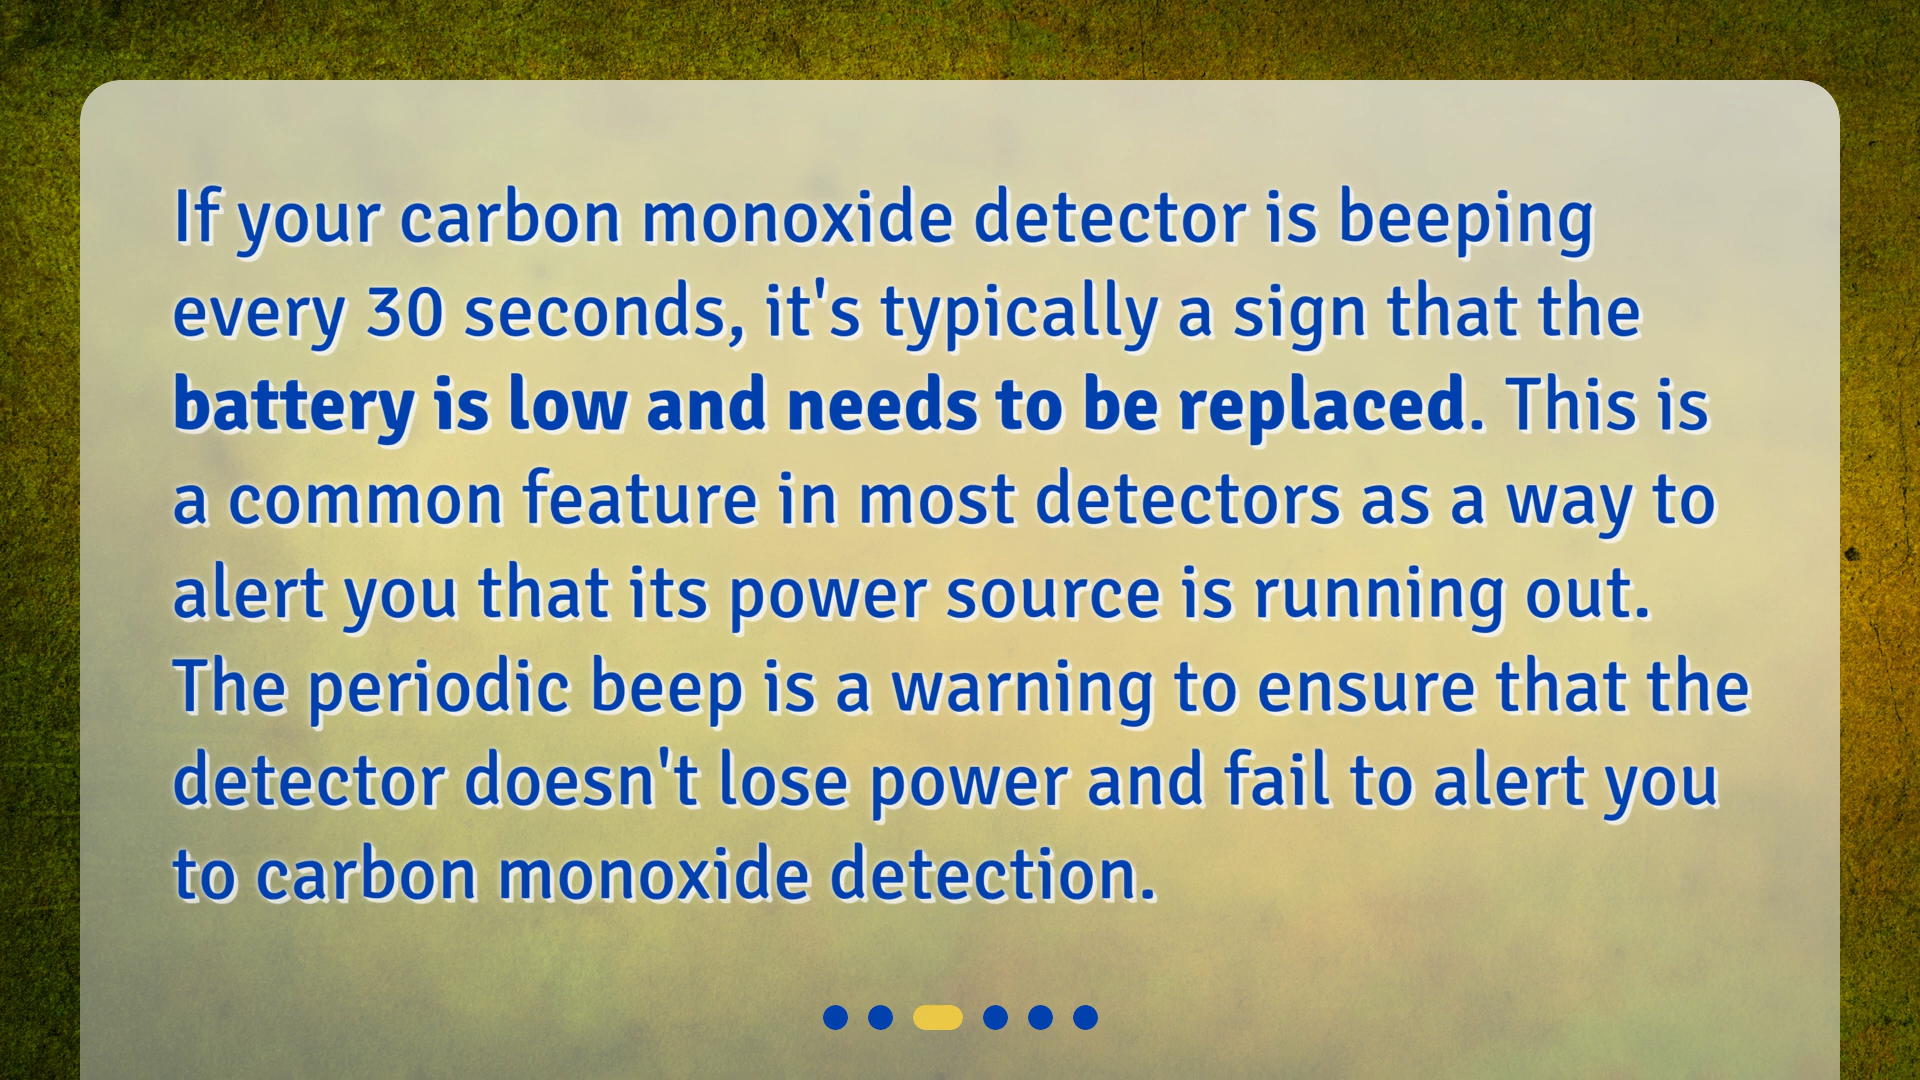 If your carbon monoxide detector is beeping
every 30 seconds, it's typically a sign that the
battery is low and needs to be replaced. This is
a common feature in most detectors as a way to
alert you that its power source is running out.
The periodic beep is a warning to ensure that the
detector doesn't lose power and fail to alert you
to carbon monoxide detection.